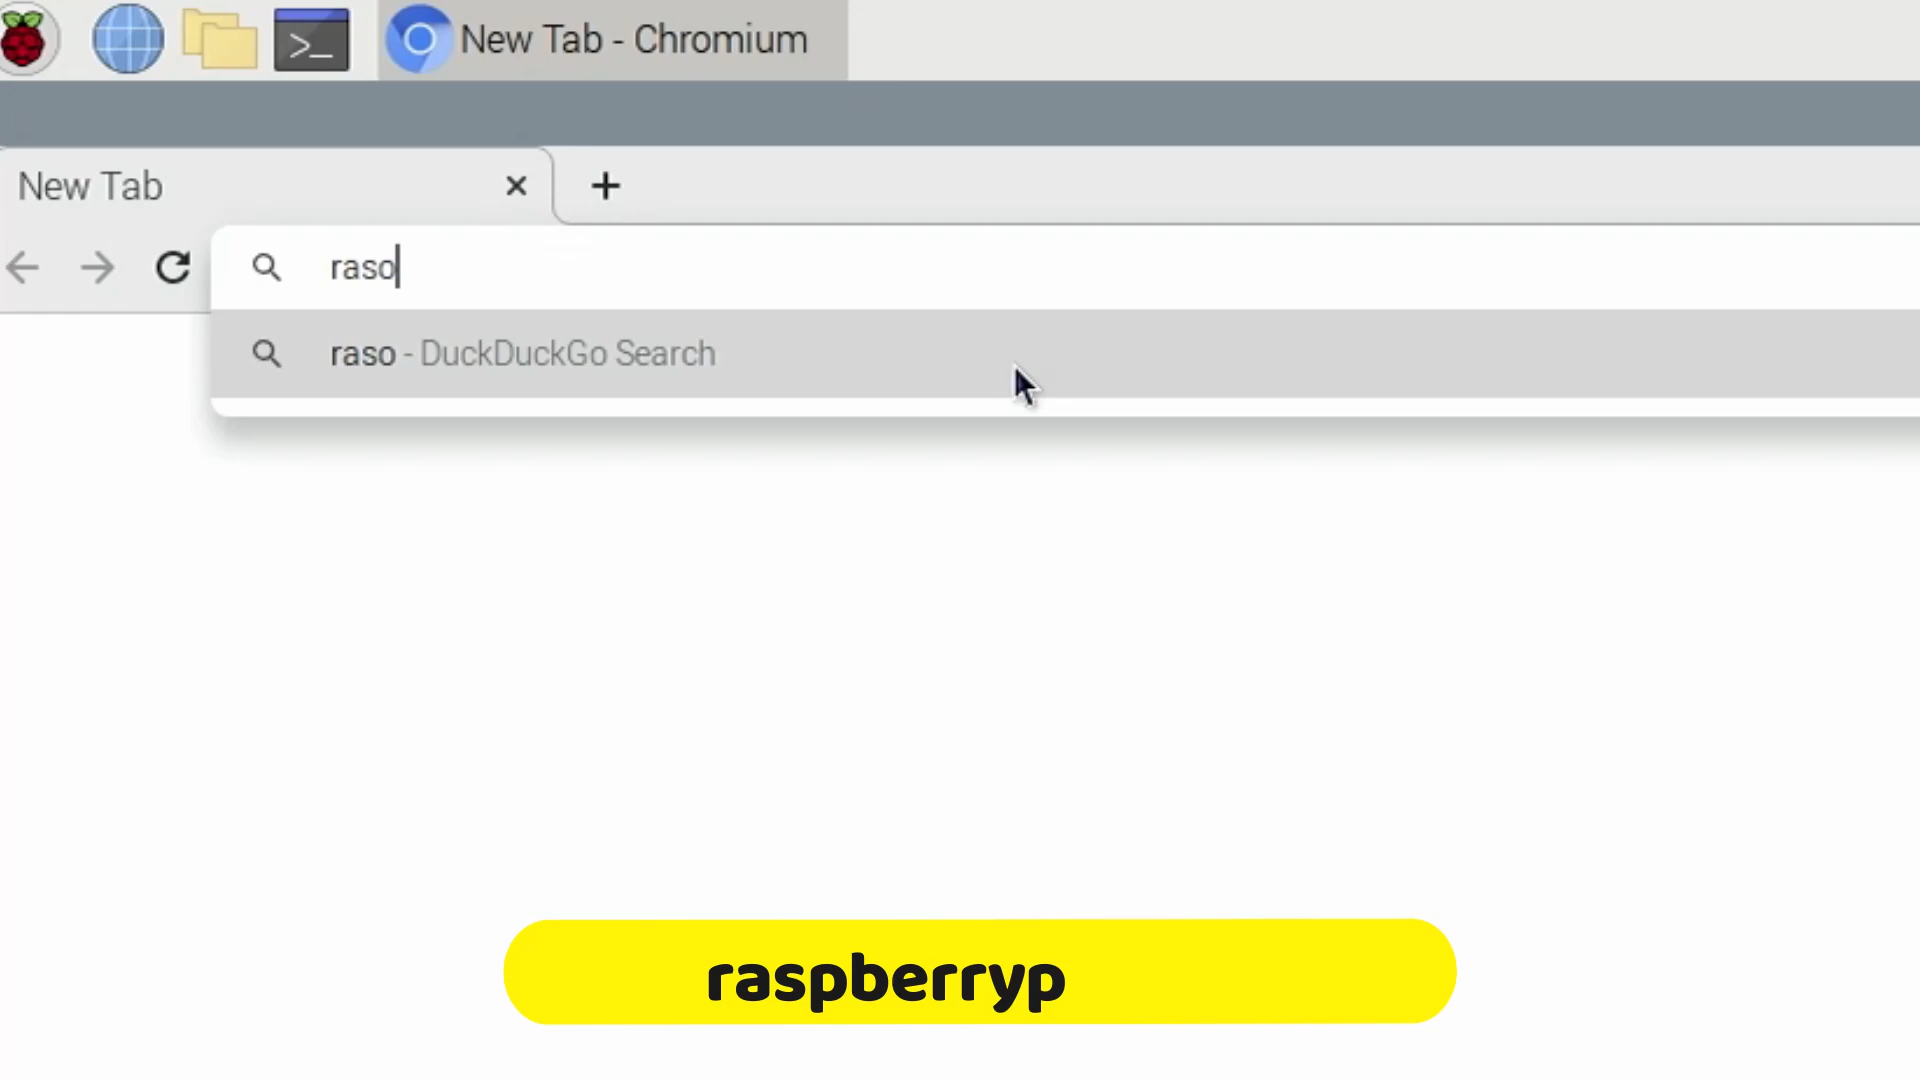 >_ New Tab - Chromium
New Tab
raso
raso - DuckDuckGo Search
raspberryp